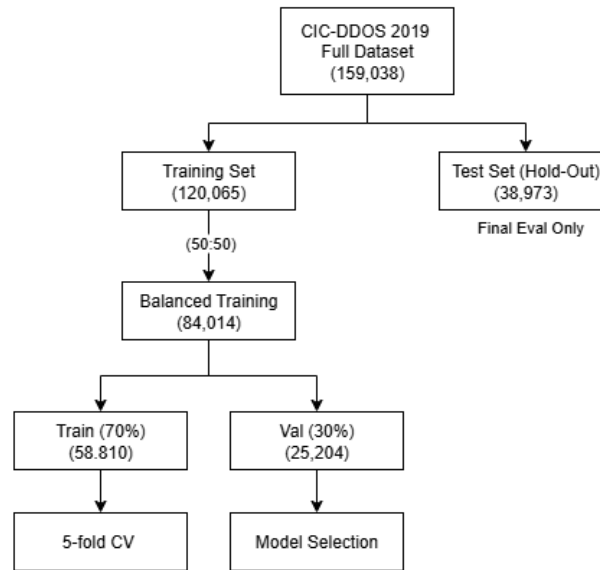 CIC-DDOS 2019
Full Dataset
(159,038)
Training Set
(120,065)
Test Set (Hold-Out)
(38,973)
Final Eval Only
(50:50)
Balanced Training
(84,014)
Train (70%)
(58.810)
Val (30%)
(25,204)
5-fold CV
Model Selection